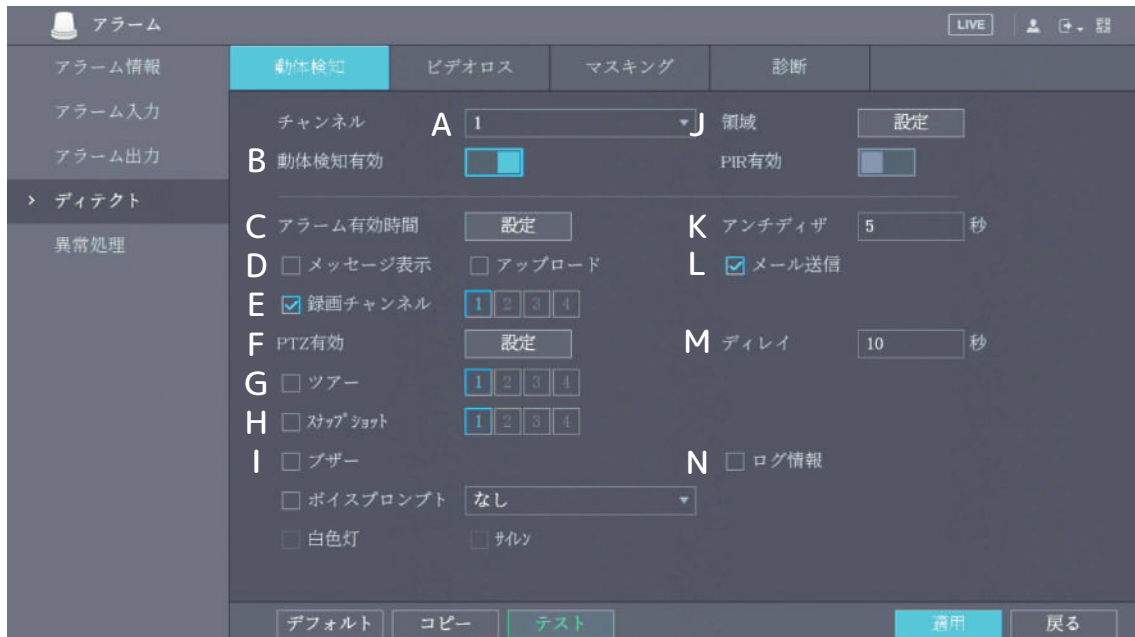 アラーム LIVE
アラーム情報
アラーム入力
アラーム出力
ディテクト
異常処理
動体検知 ビデオロス マスキング 診断
チャンネル A 1 J 領域 設定
B 動体検知有効 PIR有効
C アラーム有効時間 設定 K アンチディザ 5 秒
D メッセージ表示 アップロード L メール送信
E 録画チャンネル 1 2 3 4
F PTZ有効 設定 M ディレイ 10 秒
G ツアー 1 2 3 4
H ｽﾅｯﾌﾟｼｮｯﾄ 1 2 3 4
I ブザー N ログ情報
ボイスプロンプト なし
白色灯 ｻｲﾚﾝ
デフォルト コピー テスト 適用 戻る